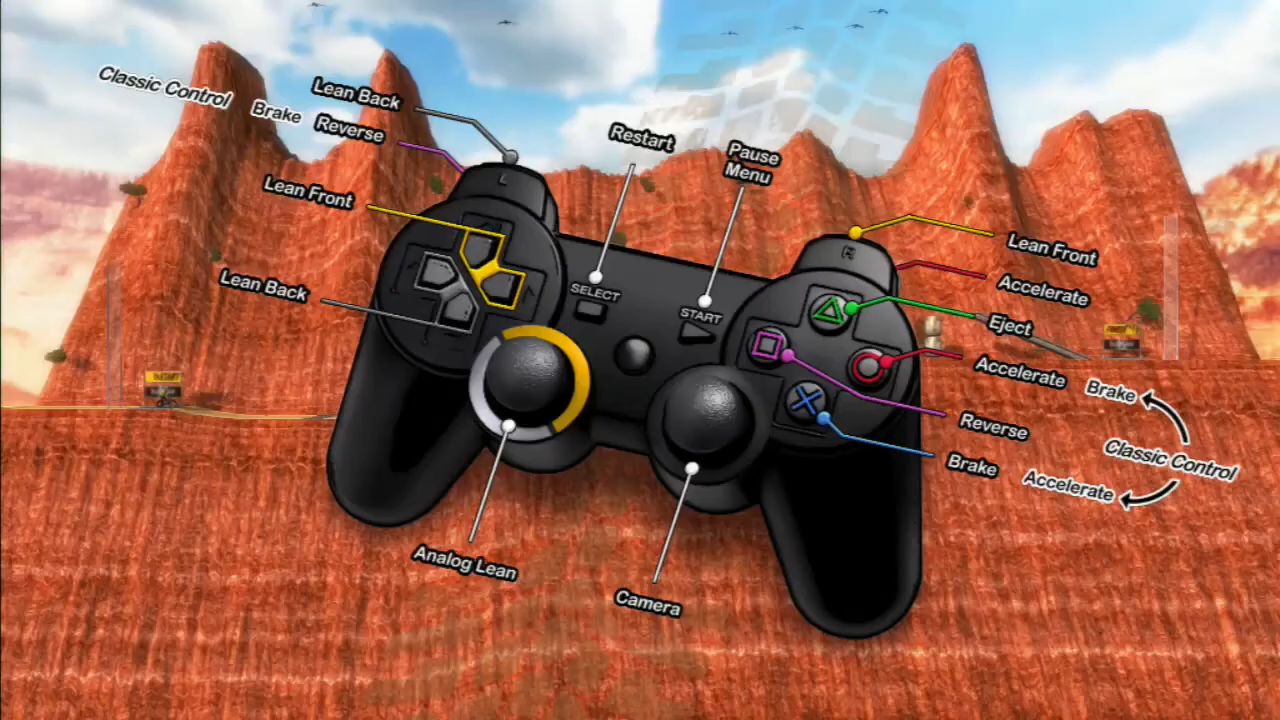 Classic Control
Brake
Lean Back
Reverse
Lean Front
Lean Back
Restart
Pause
Menu
L
R
SELECT
START
Lean Front
Accelerate
Eject
Accelerate
Brake
Reverse
Classic Control
Brake
Accelerate
Analog Lean
Camera